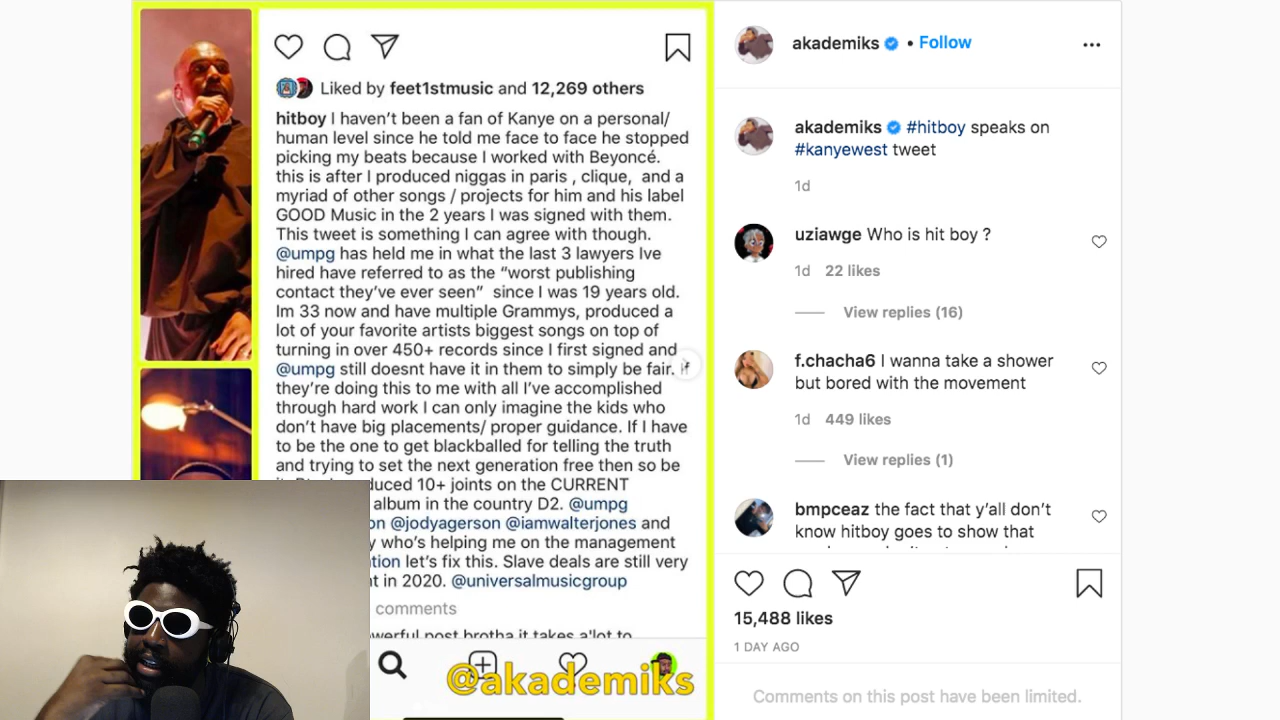 Liked by feet1stmusic and 12,269 others
hitboy I haven’t been a fan of Kanye on a personal/
human level since he told me face to face he stopped
picking my beats because I worked with Beyoncé.
this is after I produced niggas in paris , clique, and a
myriad of other songs / projects for him and his label
GOOD Music in the 2 years I was signed with them.
This tweet is something I can agree with though.
@umpg has held me in what the last 3 lawyers Ive
hired have referred to as the “worst publishing
contact they’ve ever seen” since I was 19 years old.
Im 33 now and have multiple Grammys, produced a
lot of your favorite artists biggest songs on top of
turning in over 450+ records since I first signed and
@umpg still doesnt have it in them to simply be fair. if
they’re doing this to me with all I’ve accomplished
through hard work I can only imagine the kids who
don’t have big placements/ proper guidance. If I have
to be the one to get blackballed for telling the truth
and trying to set the next generation free then so be
10+ joints on the CURRENT
album in the country D2. @umpg
@jodyagerson @iamwalterjones and
who’s helping me on the management
let’s fix this. Slave deals are still very
in 2020. @universalmusicgroup
comments
post brotha it takes a'lot to
@akademiks
akademiks • Follow
akademiks #hitboy speaks on
#kanyewest tweet
1d
uziawge Who is hit boy ?
1d 22 likes
View replies (16)
f.chacha6 I wanna take a shower
but bored with the movement
1d 449 likes
View replies (1)
bmpceaz the fact that y’all don’t
know hitboy goes to show that
15,488 likes
1 DAY AGO
Comments on this post have been limited.